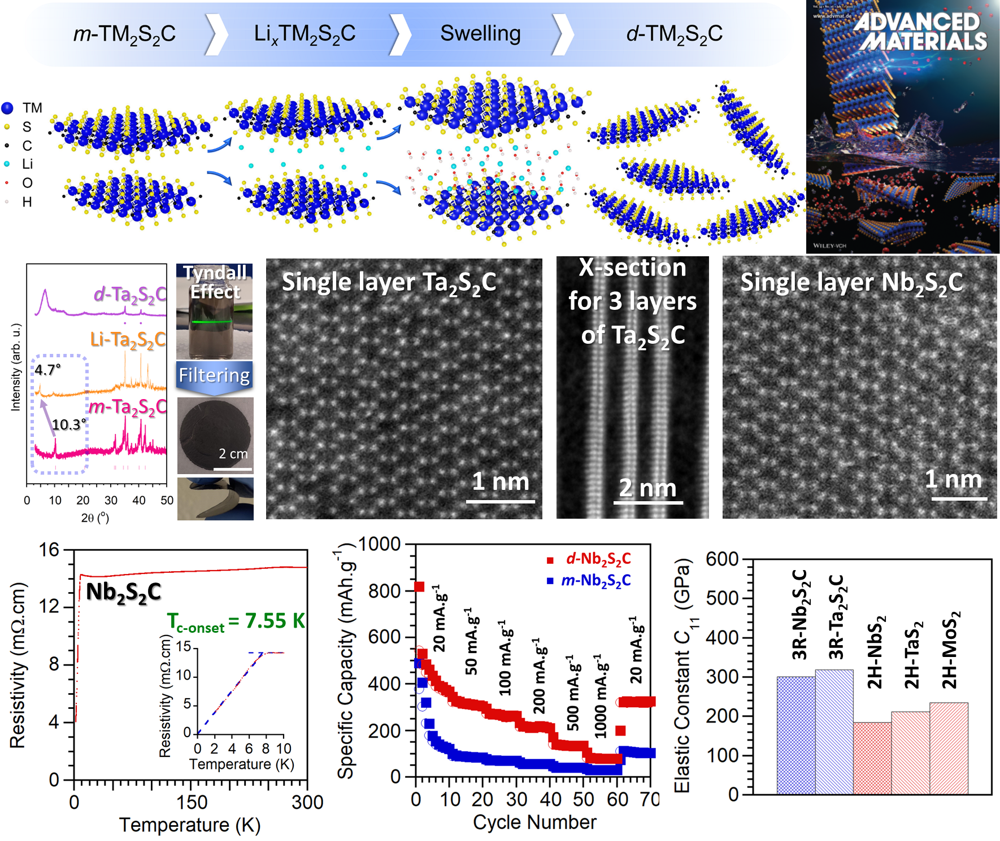 m-TM₂S₂C
LiₓTM₂S₂C
Swelling
d-TM₂S₂C
TM
S
C
Li
O
H
www.advmat.de
ADVANCED
MATERIALS
WILEY-VCH
Intensity (arb. u.)
d-Ta₂S₂C
Li-Ta₂S₂C
4.7°
m-Ta₂S₂C
10.3°
0 10 20 30 40 50
2θ (°)
Tyndall
Effect
Filtering
2 cm
Single layer Ta₂S₂C
1 nm
X-section
for 3 layers
of Ta₂S₂C
2 nm
Single layer Nb₂S₂C
1 nm
Resistivity (mΩ.cm)
16
12
8
4
0
Nb₂S₂C
T꜀-onset = 7.55 K
Resistivity (mΩ.cm)
15
10
5
0
0 2 4 6 8 10
Temperature (K)
0 150 300
Temperature (K)
Specific Capacity (mAh.g⁻¹)
1000
800
600
400
200
0
d-Nb₂S₂C
m-Nb₂S₂C
20 mA.g⁻¹
50 mA.g⁻¹
100 mA.g⁻¹
200 mA.g⁻¹
500 mA.g⁻¹
1000 mA.g⁻¹
20 mA.g⁻¹
0 10 20 30 40 50 60 70
Cycle Number
Elastic Constant C₁₁ (GPa)
600
500
400
300
200
100
0
3R-Nb₂S₂C
3R-Ta₂S₂C
2H-NbS₂
2H-TaS₂
2H-MoS₂